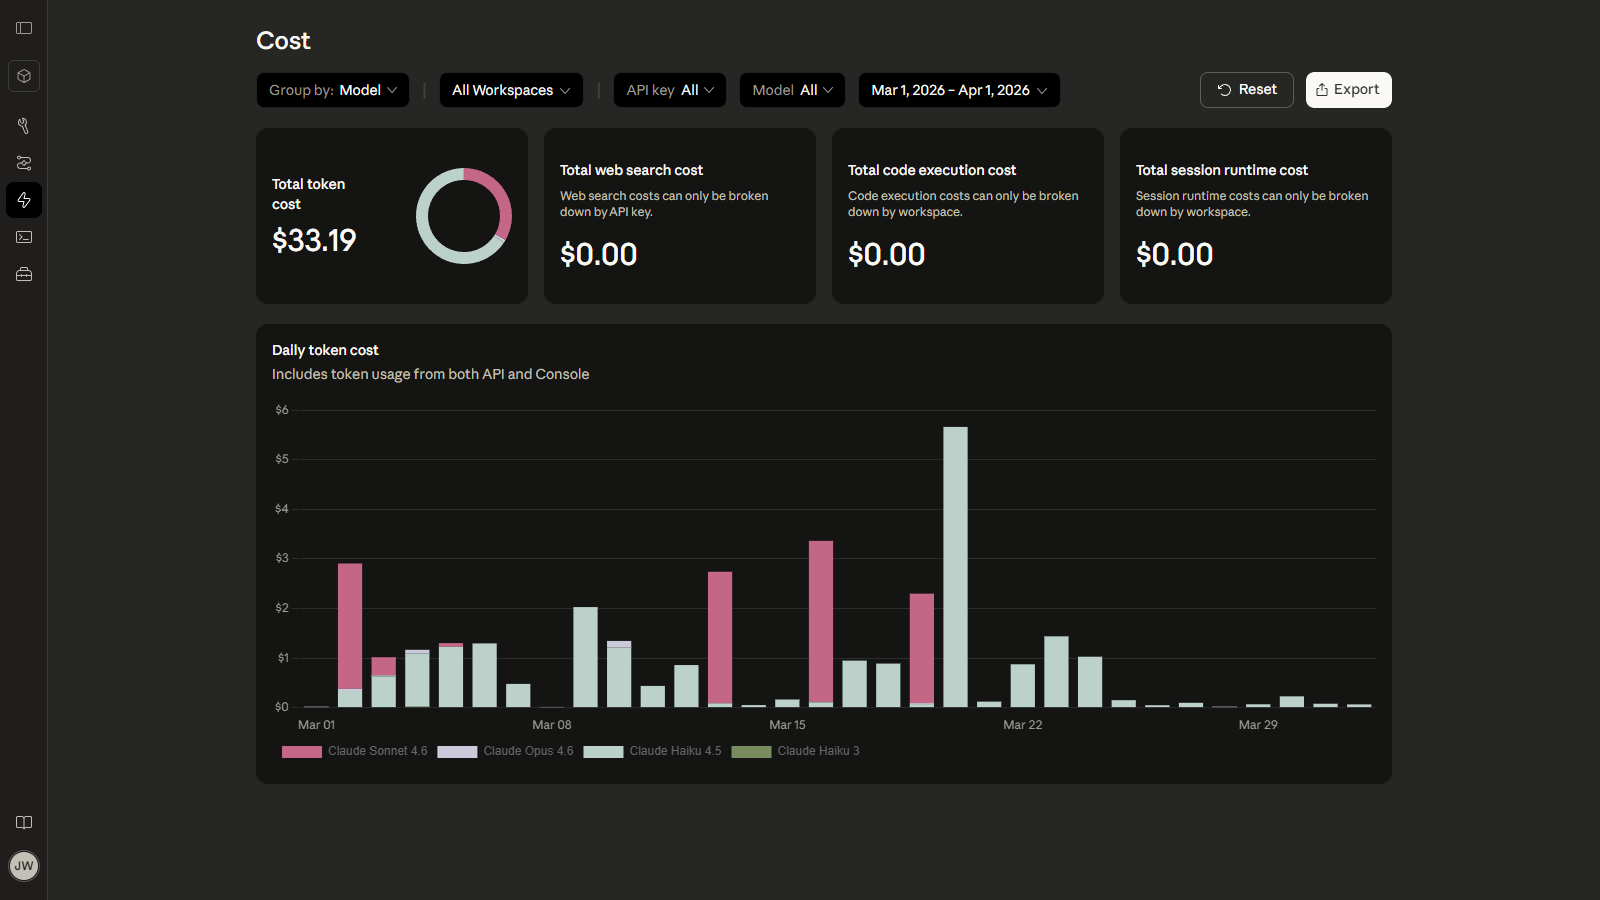 Cost
Group by: Model
All Workspaces
API key All
Model All
Mar 1, 2026 – Apr 1, 2026
Reset
Export
Total token
cost
$33.19
Total web search cost
Web search costs can only be broken
down by API key.
$0.00
Total code execution cost
Code execution costs can only be broken
down by workspace.
$0.00
Total session runtime cost
Session runtime costs can only be broken
down by workspace.
$0.00
Daily token cost
Includes token usage from both API and Console
$6
$5
$4
$3
$2
$1
$0
Mar 01
Mar 08
Mar 15
Mar 22
Mar 29
Claude Sonnet 4.6
Claude Opus 4.6
Claude Haiku 4.5
Claude Haiku 3
JW